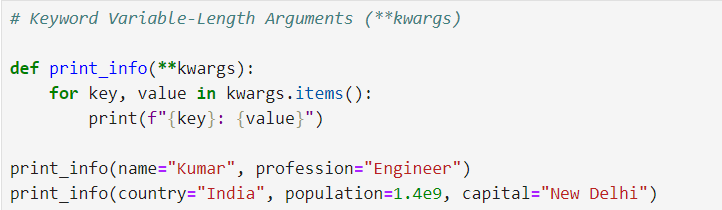 # Keyword Variable-Length Arguments (**kwargs)
def print_info(**kwargs):
    for key, value in kwargs.items():
        print(f"{key}: {value}")
print_info(name="Kumar", profession="Engineer")
print_info(country="India", population=1.4e9, capital="New Delhi")